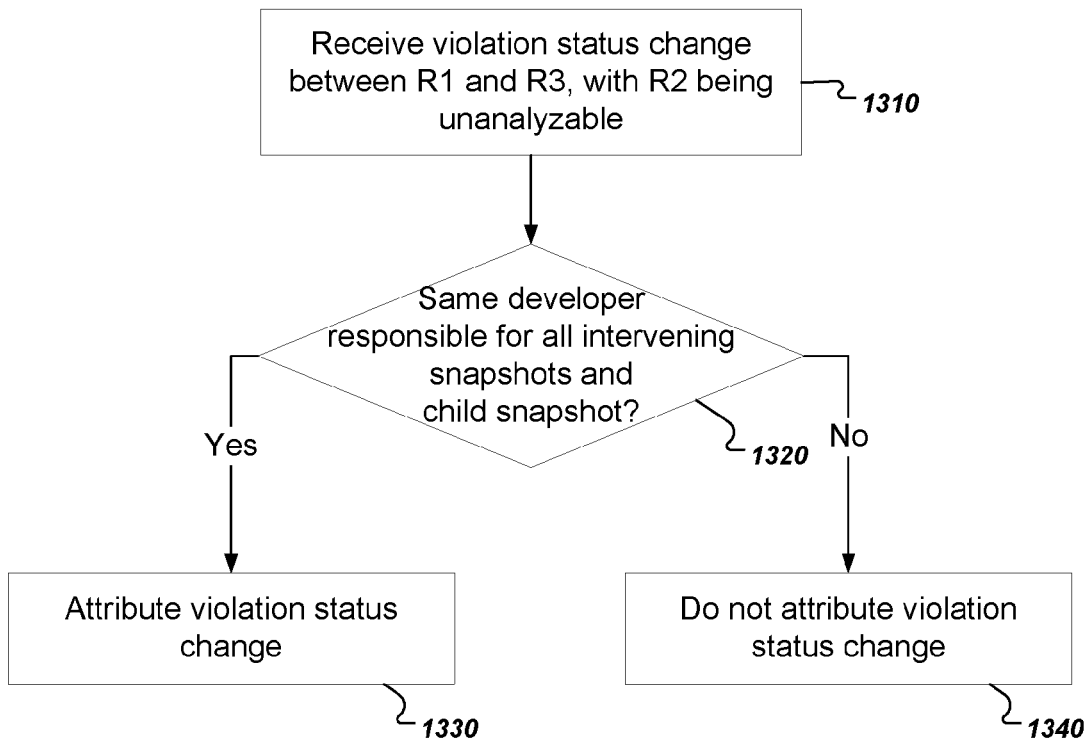 Receive violation status change
between R1 and R3, with R2 being
unanalyzable
1310
Same developer
responsible for all intervening
snapshots and
child snapshot?
1320
Yes
No
Attribute violation status
change
1330
Do not attribute violation
status change
1340